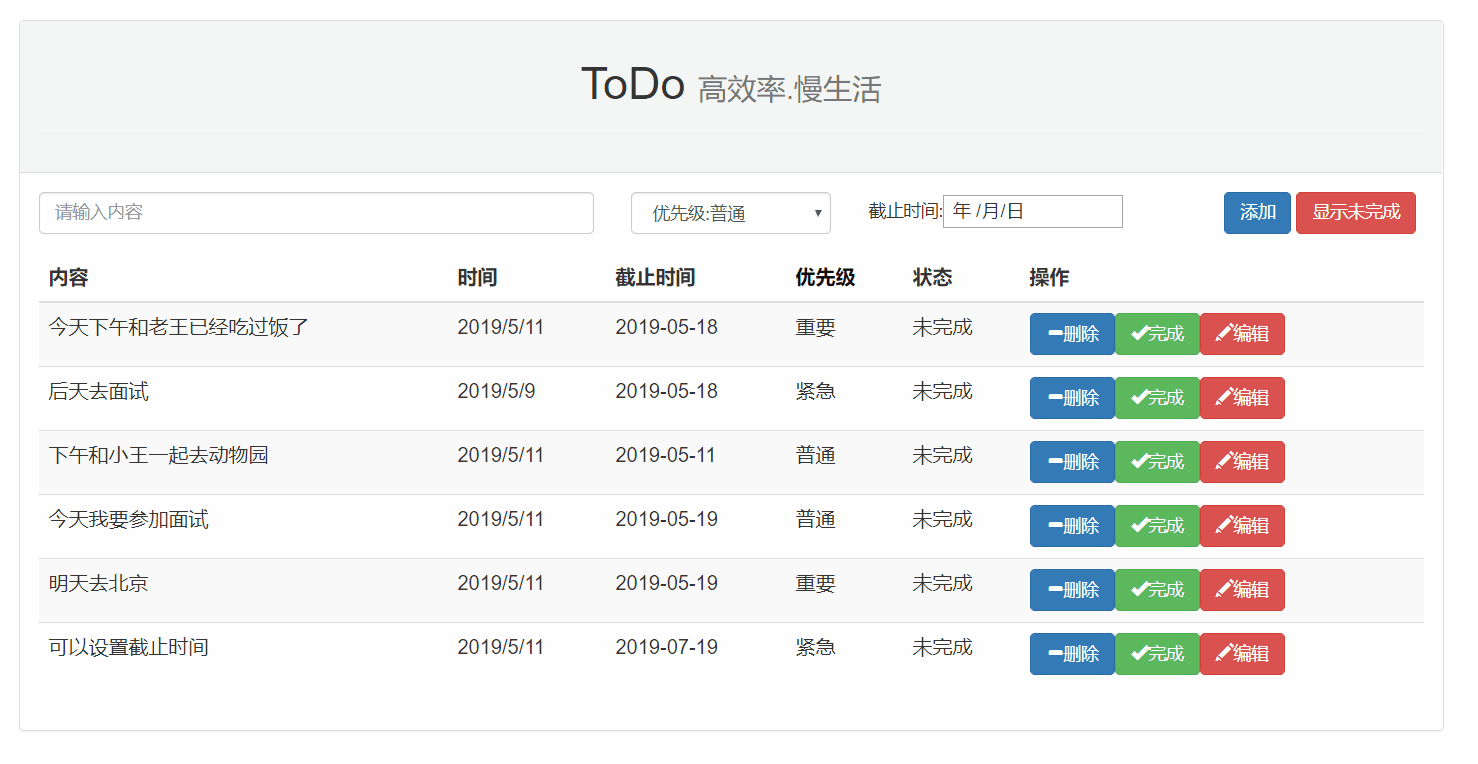 ToDo 高效率.慢生活
请输入内容 优先级:普通 截止时间: 年 /月/日 添加 显示未完成
内容 时间 截止时间 优先级 状态 操作
今天下午和老王已经吃过饭了 2019/5/11 2019-05-18 重要 未完成 删除 完成 编辑
后天去面试 2019/5/9 2019-05-18 紧急 未完成 删除 完成 编辑
下午和小王一起去动物园 2019/5/11 2019-05-11 普通 未完成 删除 完成 编辑
今天我要参加面试 2019/5/11 2019-05-19 普通 未完成 删除 完成 编辑
明天去北京 2019/5/11 2019-05-19 重要 未完成 删除 完成 编辑
可以设置截止时间 2019/5/11 2019-07-19 紧急 未完成 删除 完成 编辑